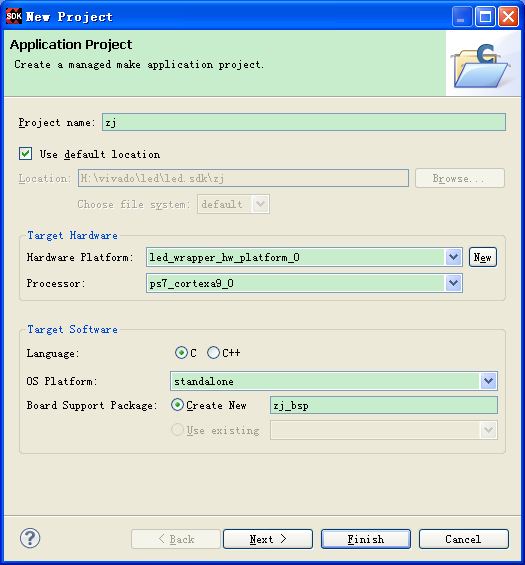 SDK New Project
Application Project
Create a managed make application project.
C
Project name: zj
Use default location
Location: H:\vivado\led\led.sdk\zj Browse...
Choose file system: default
Target Hardware
Hardware Platform: led_wrapper_hw_platform_0 New
Processor: ps7_cortexa9_0
Target Software
Language: C C++
OS Platform: standalone
Board Support Package: Create New zj_bsp
Use existing
? < Back Next > Finish Cancel